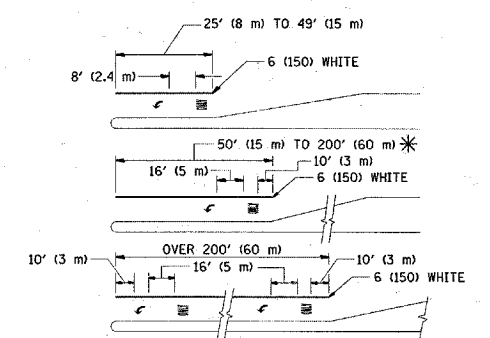 25' (8 m) TO 49' (15 m)
8' (2.4 m)
6 (150) WHITE
50' (15 m) TO 200' (60 m) *
16' (5 m)
10' (3 m)
6 (150) WHITE
OVER 200' (60 m)
10' (3 m)
16' (5 m)
10' (3 m)
6 (150) WHITE